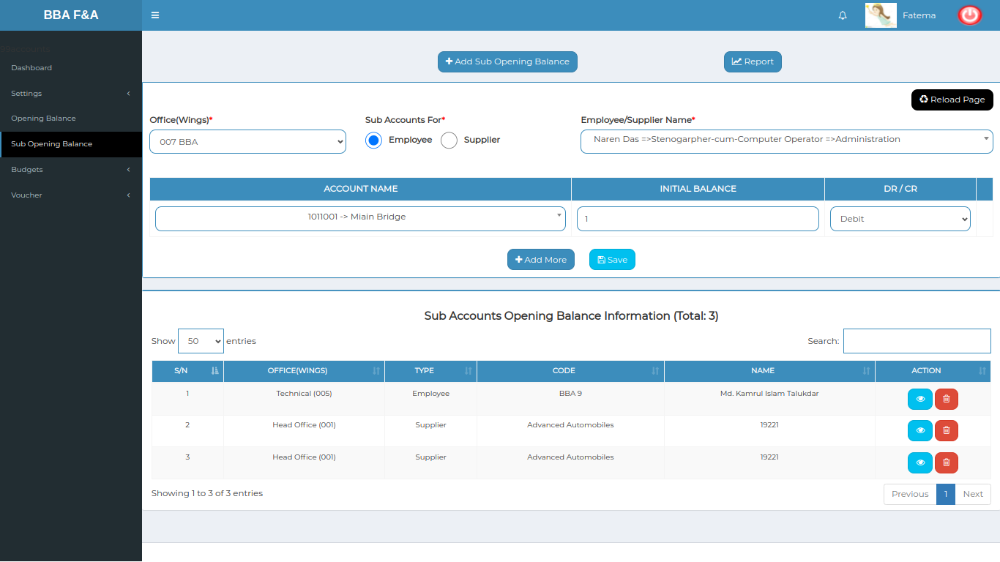 BBA F&A
Fatema
Dashboard
Settings
Opening Balance
Sub Opening Balance
Budgets
Voucher
Add Sub Opening Balance
Report
Reload Page
Office(Wings)*
Sub Accounts For*
Employee/Supplier Name*
007 BBA
Employee
Supplier
Naren Das =>Stenogarpher-cum-Computer Operator =>Administration
ACCOUNT NAME
INITIAL BALANCE
DR / CR
1011001 -> Miain Bridge
1
Debit
Add More
Save
Sub Accounts Opening Balance Information (Total: 3)
Show 50 entries
Search:
S/N OFFICE(WINGS) TYPE CODE NAME ACTION
1 Technical (005) Employee BBA 9 Md. Kamrul Islam Talukdar
2 Head Office (001) Supplier Advanced Automobiles 19221
3 Head Office (001) Supplier Advanced Automobiles 19221
Showing 1 to 3 of 3 entries
Previous 1 Next